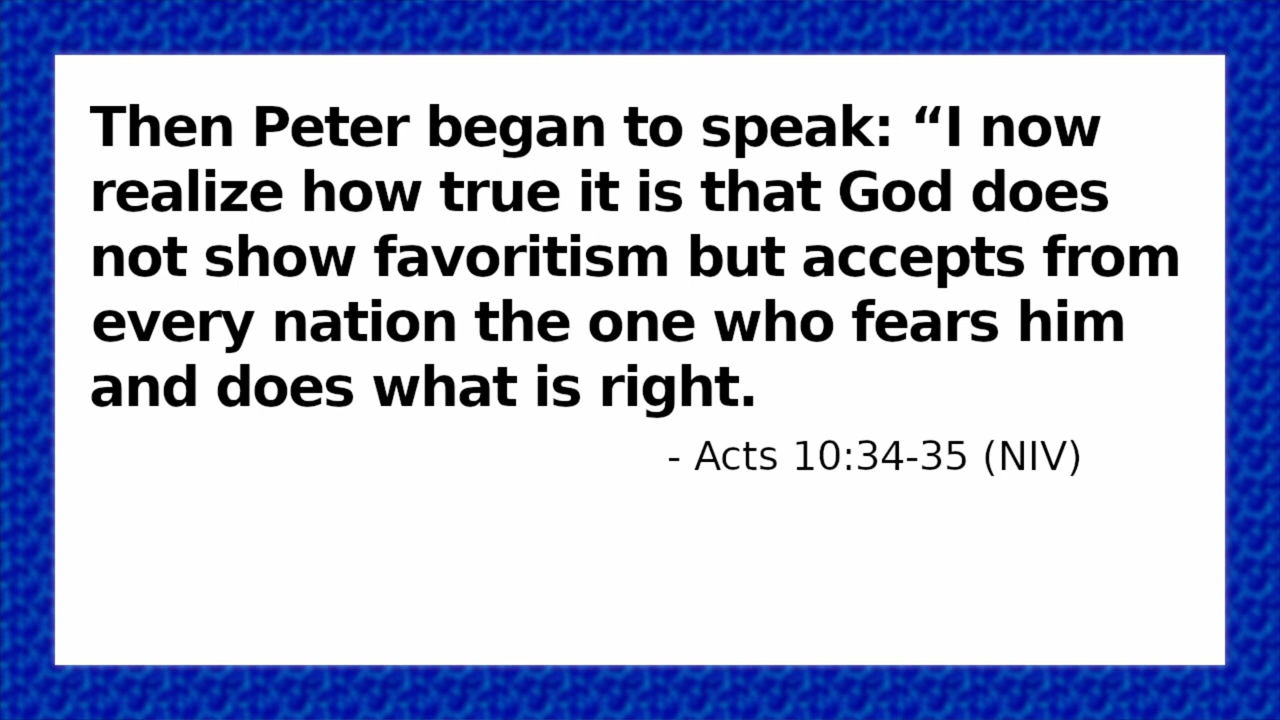 Then Peter began to speak: “I now
realize how true it is that God does
not show favoritism but accepts from
every nation the one who fears him
and does what is right.
- Acts 10:34-35 (NIV)